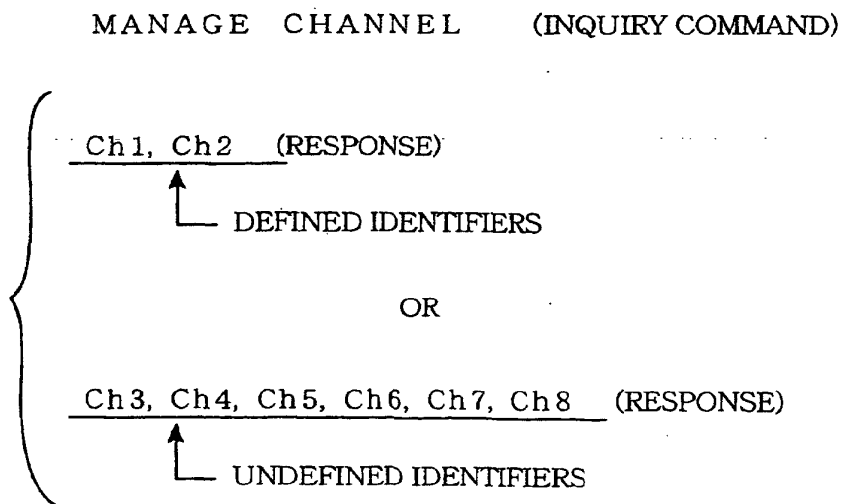 MANAGE CHANNEL (INQUIRY COMMAND)
Ch1, Ch2 (RESPONSE)
DEFINED IDENTIFIERS
OR
Ch3, Ch4, Ch5, Ch6, Ch7, Ch8 (RESPONSE)
UNDEFINED IDENTIFIERS